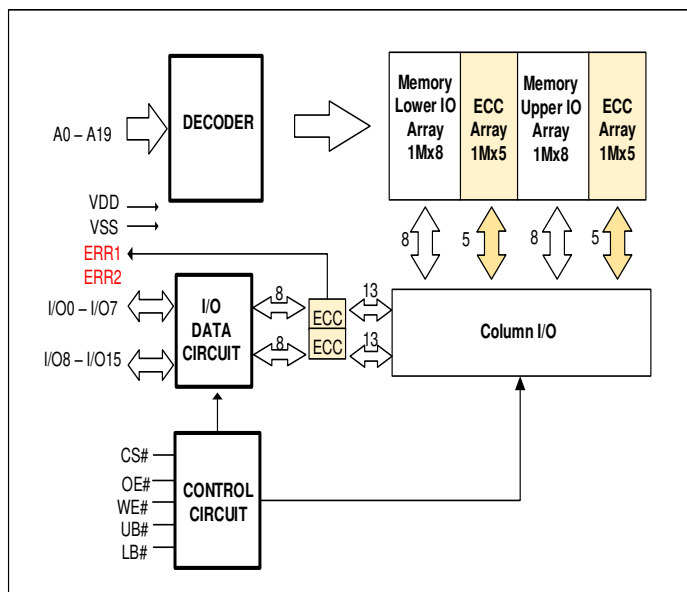 A0 – A19
DECODER
Memory
Lower IO
Array
1Mx8
ECC
Array
1Mx5
Memory
Upper IO
Array
1Mx8
ECC
Array
1Mx5
VDD
VSS
ERR1
ERR2
8
5
8
5
I/O0 – I/O7
I/O8 – I/O15
I/O
DATA
CIRCUIT
8
8
ECC
ECC
13
13
Column I/O
CS#
OE#
WE#
UB#
LB#
CONTROL
CIRCUIT